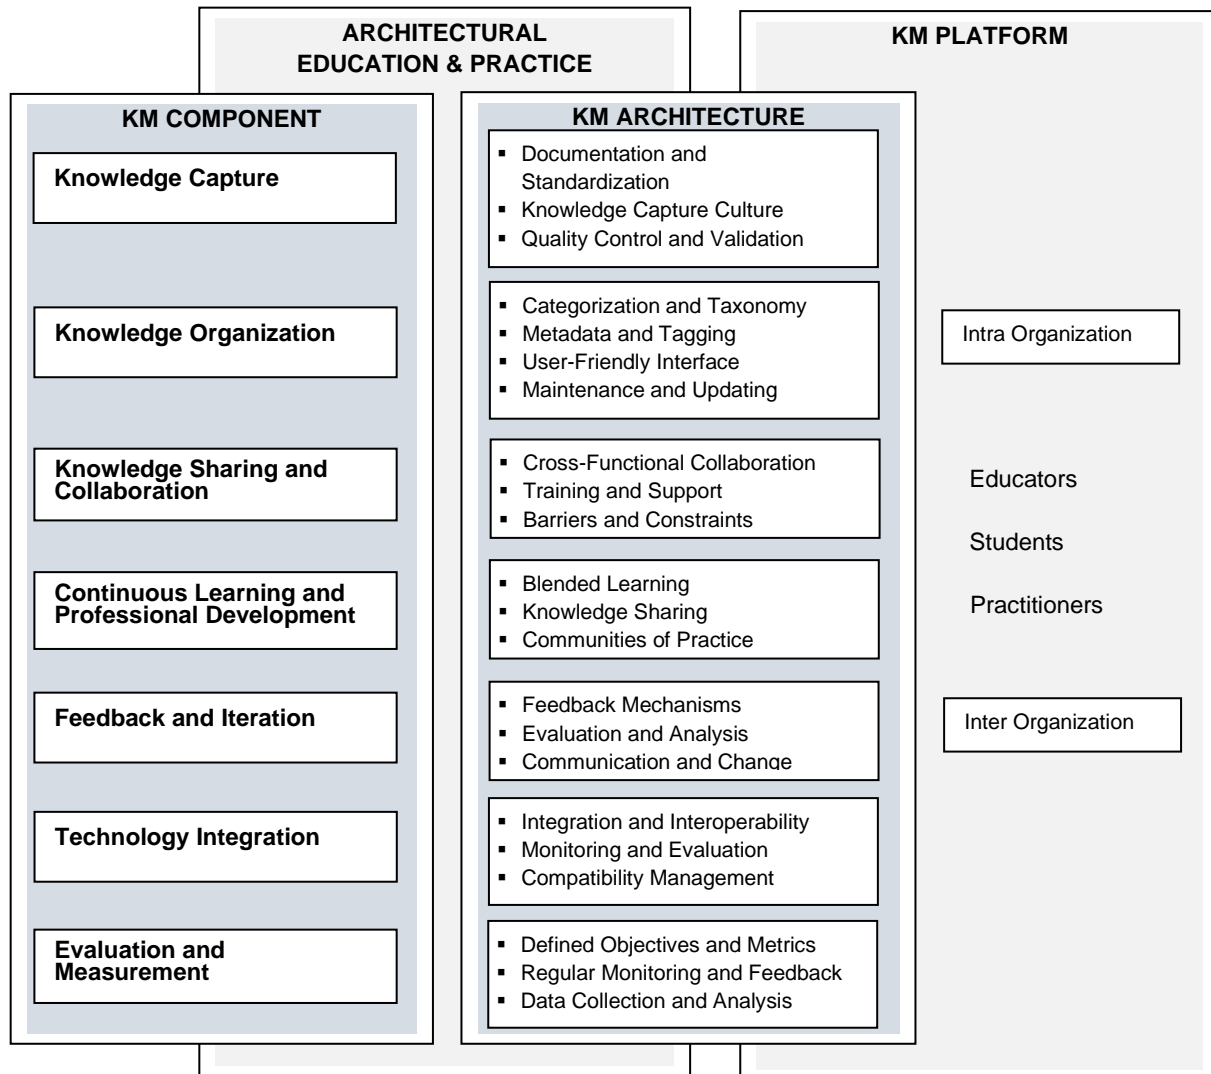 ARCHITECTURAL
EDUCATION & PRACTICE
KM PLATFORM
KM COMPONENT
Knowledge Capture
Knowledge Organization
Knowledge Sharing and
Collaboration
Continuous Learning and
Professional Development
Feedback and Iteration
Technology Integration
Evaluation and
Measurement
KM ARCHITECTURE
▪ Documentation and
Standardization
▪ Knowledge Capture Culture
▪ Quality Control and Validation
▪ Categorization and Taxonomy
▪ Metadata and Tagging
▪ User-Friendly Interface
▪ Maintenance and Updating
▪ Cross-Functional Collaboration
▪ Training and Support
▪ Barriers and Constraints
▪ Blended Learning
▪ Knowledge Sharing
▪ Communities of Practice
▪ Feedback Mechanisms
▪ Evaluation and Analysis
▪ Communication and Change
▪ Integration and Interoperability
▪ Monitoring and Evaluation
▪ Compatibility Management
▪ Defined Objectives and Metrics
▪ Regular Monitoring and Feedback
▪ Data Collection and Analysis
Intra Organization
Educators
Students
Practitioners
Inter Organization